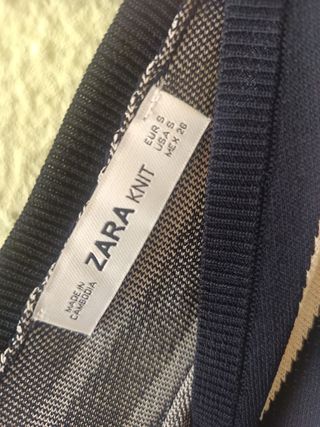 EUR S
USA S
MEX 26
ZARA KNIT
MADE IN
CAMBODIA